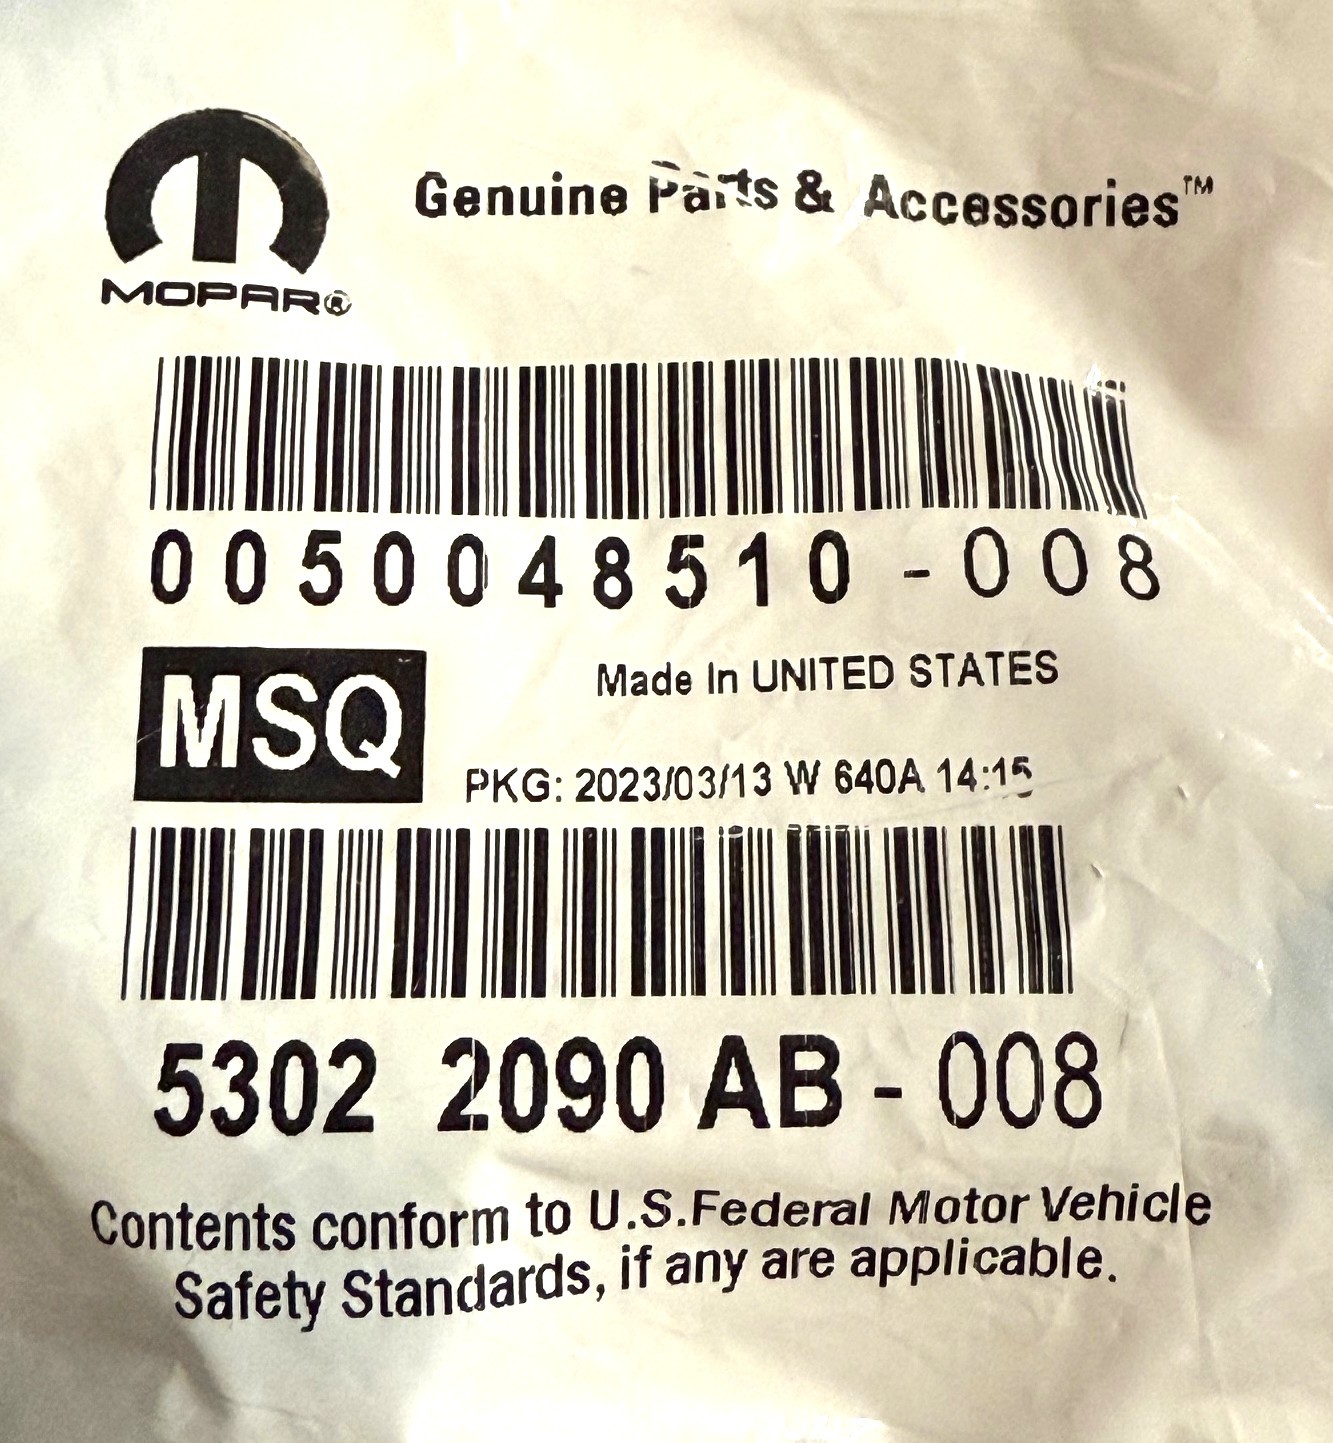 Genuine Parts & Accessories™
MOPAR®
0050048510-008
MSQ
Made In UNITED STATES
PKG: 2023/03/13 W 640A 14:15
5302 2090 AB - 008
Contents conform to U.S.Federal Motor Vehicle
Safety Standards, if any are applicable.